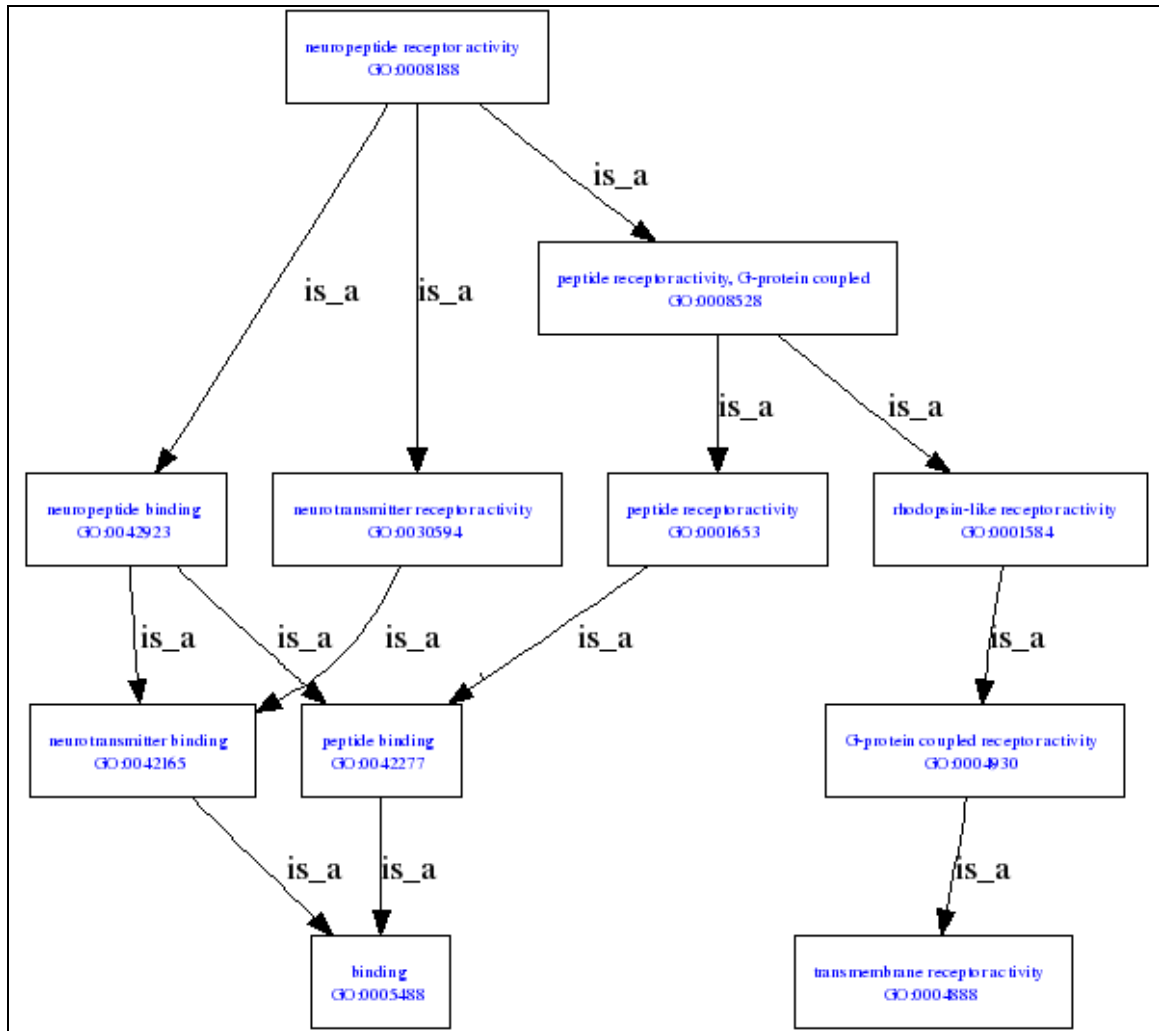 neuropeptide receptor activity
GO:0008188
is_a
peptide receptor activity, G-protein coupled
GO:0008528
is_a
is_a
is_a
is_a
neuropeptide binding
GO:0042923
neurotransmitter receptor activity
GO:0030594
peptide receptor activity
GO:0001653
rhodopsin-like receptor activity
GO:0001584
is_a
is_a
is_a
is_a
is_a
neurotransmitter binding
GO:0042165
peptide binding
GO:0042277
G-protein coupled receptor activity
GO:0004930
is_a
is_a
is_a
binding
GO:0005488
transmembrane receptor activity
GO:0004888